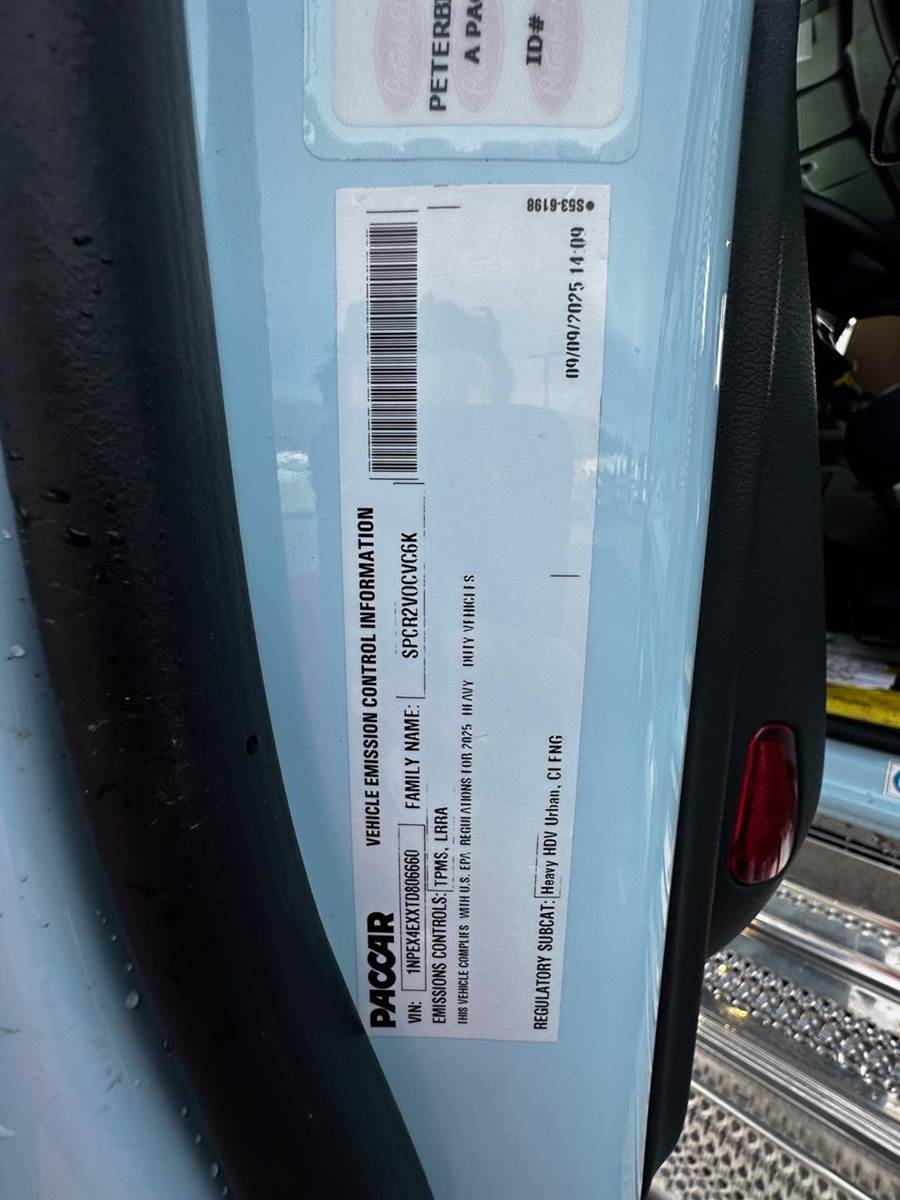 PETERB
A PA
ID#
S53-6198
09/09/2025 14:09
PACCAR VEHICLE EMISSION CONTROL INFORMATION
VIN: 1NPEX4EXXTD806660 FAMILY NAME: SPCR2VOCVC6K
EMISSIONS CONTROLS: TPMS, LRRA
THIS VEHICLE COMPLIES WITH U.S. EPA REGULATIONS FOR 2025 HEAVY DUTY VEHICLES
REGULATORY SUBCAT: Heavy HDV Urban, CI ENG